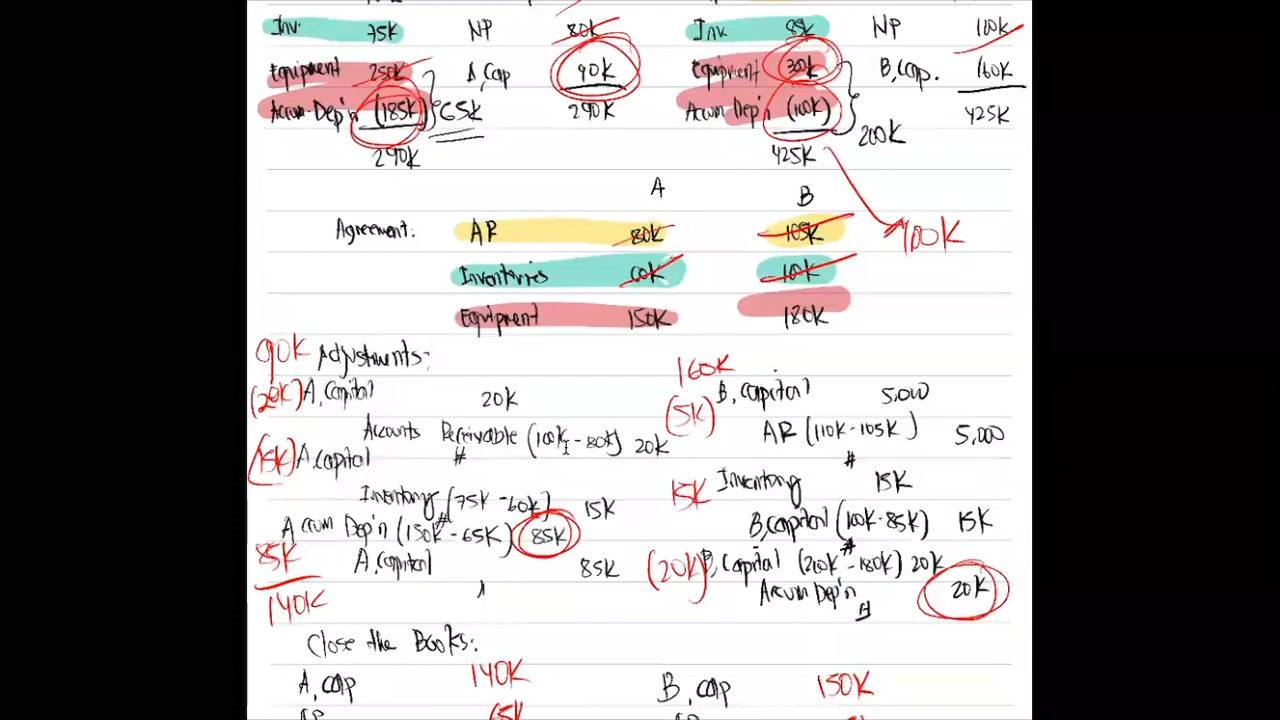 Inv. 75K NP 80K Inv. 85k NP 110K
Equipment 250K A, Cap 90K Equipment 30k B, Cap. 160K
Accum-Dep'n (185K) 65K 290K Accum Dep'n (100K) 200K 425K
290K 425K
A B
Agreement: AR 80k 105k 100K
Inventories 60k 100k
Equipment 150K 180K
90K Adjustments:
160K
(20K) A, Capital 20K
Accounts Receivable (100K - 80K) 20K
(15K) A, capital
Inventory (75K - 60K) 15K
Accum Dep'n (150K - 65K) 85K
85K A, Capital 85K
140K
(5K) B, Capital 5,000
AR (110K - 105K) 5,000
15K Inventory 15K
B, Capital (100K - 85K) 15K
(20K) B, Capital (200K - 180K) 20K
Accum Dep'n 20K
Close the Books:
A, Cap 140K B, Cap 150K